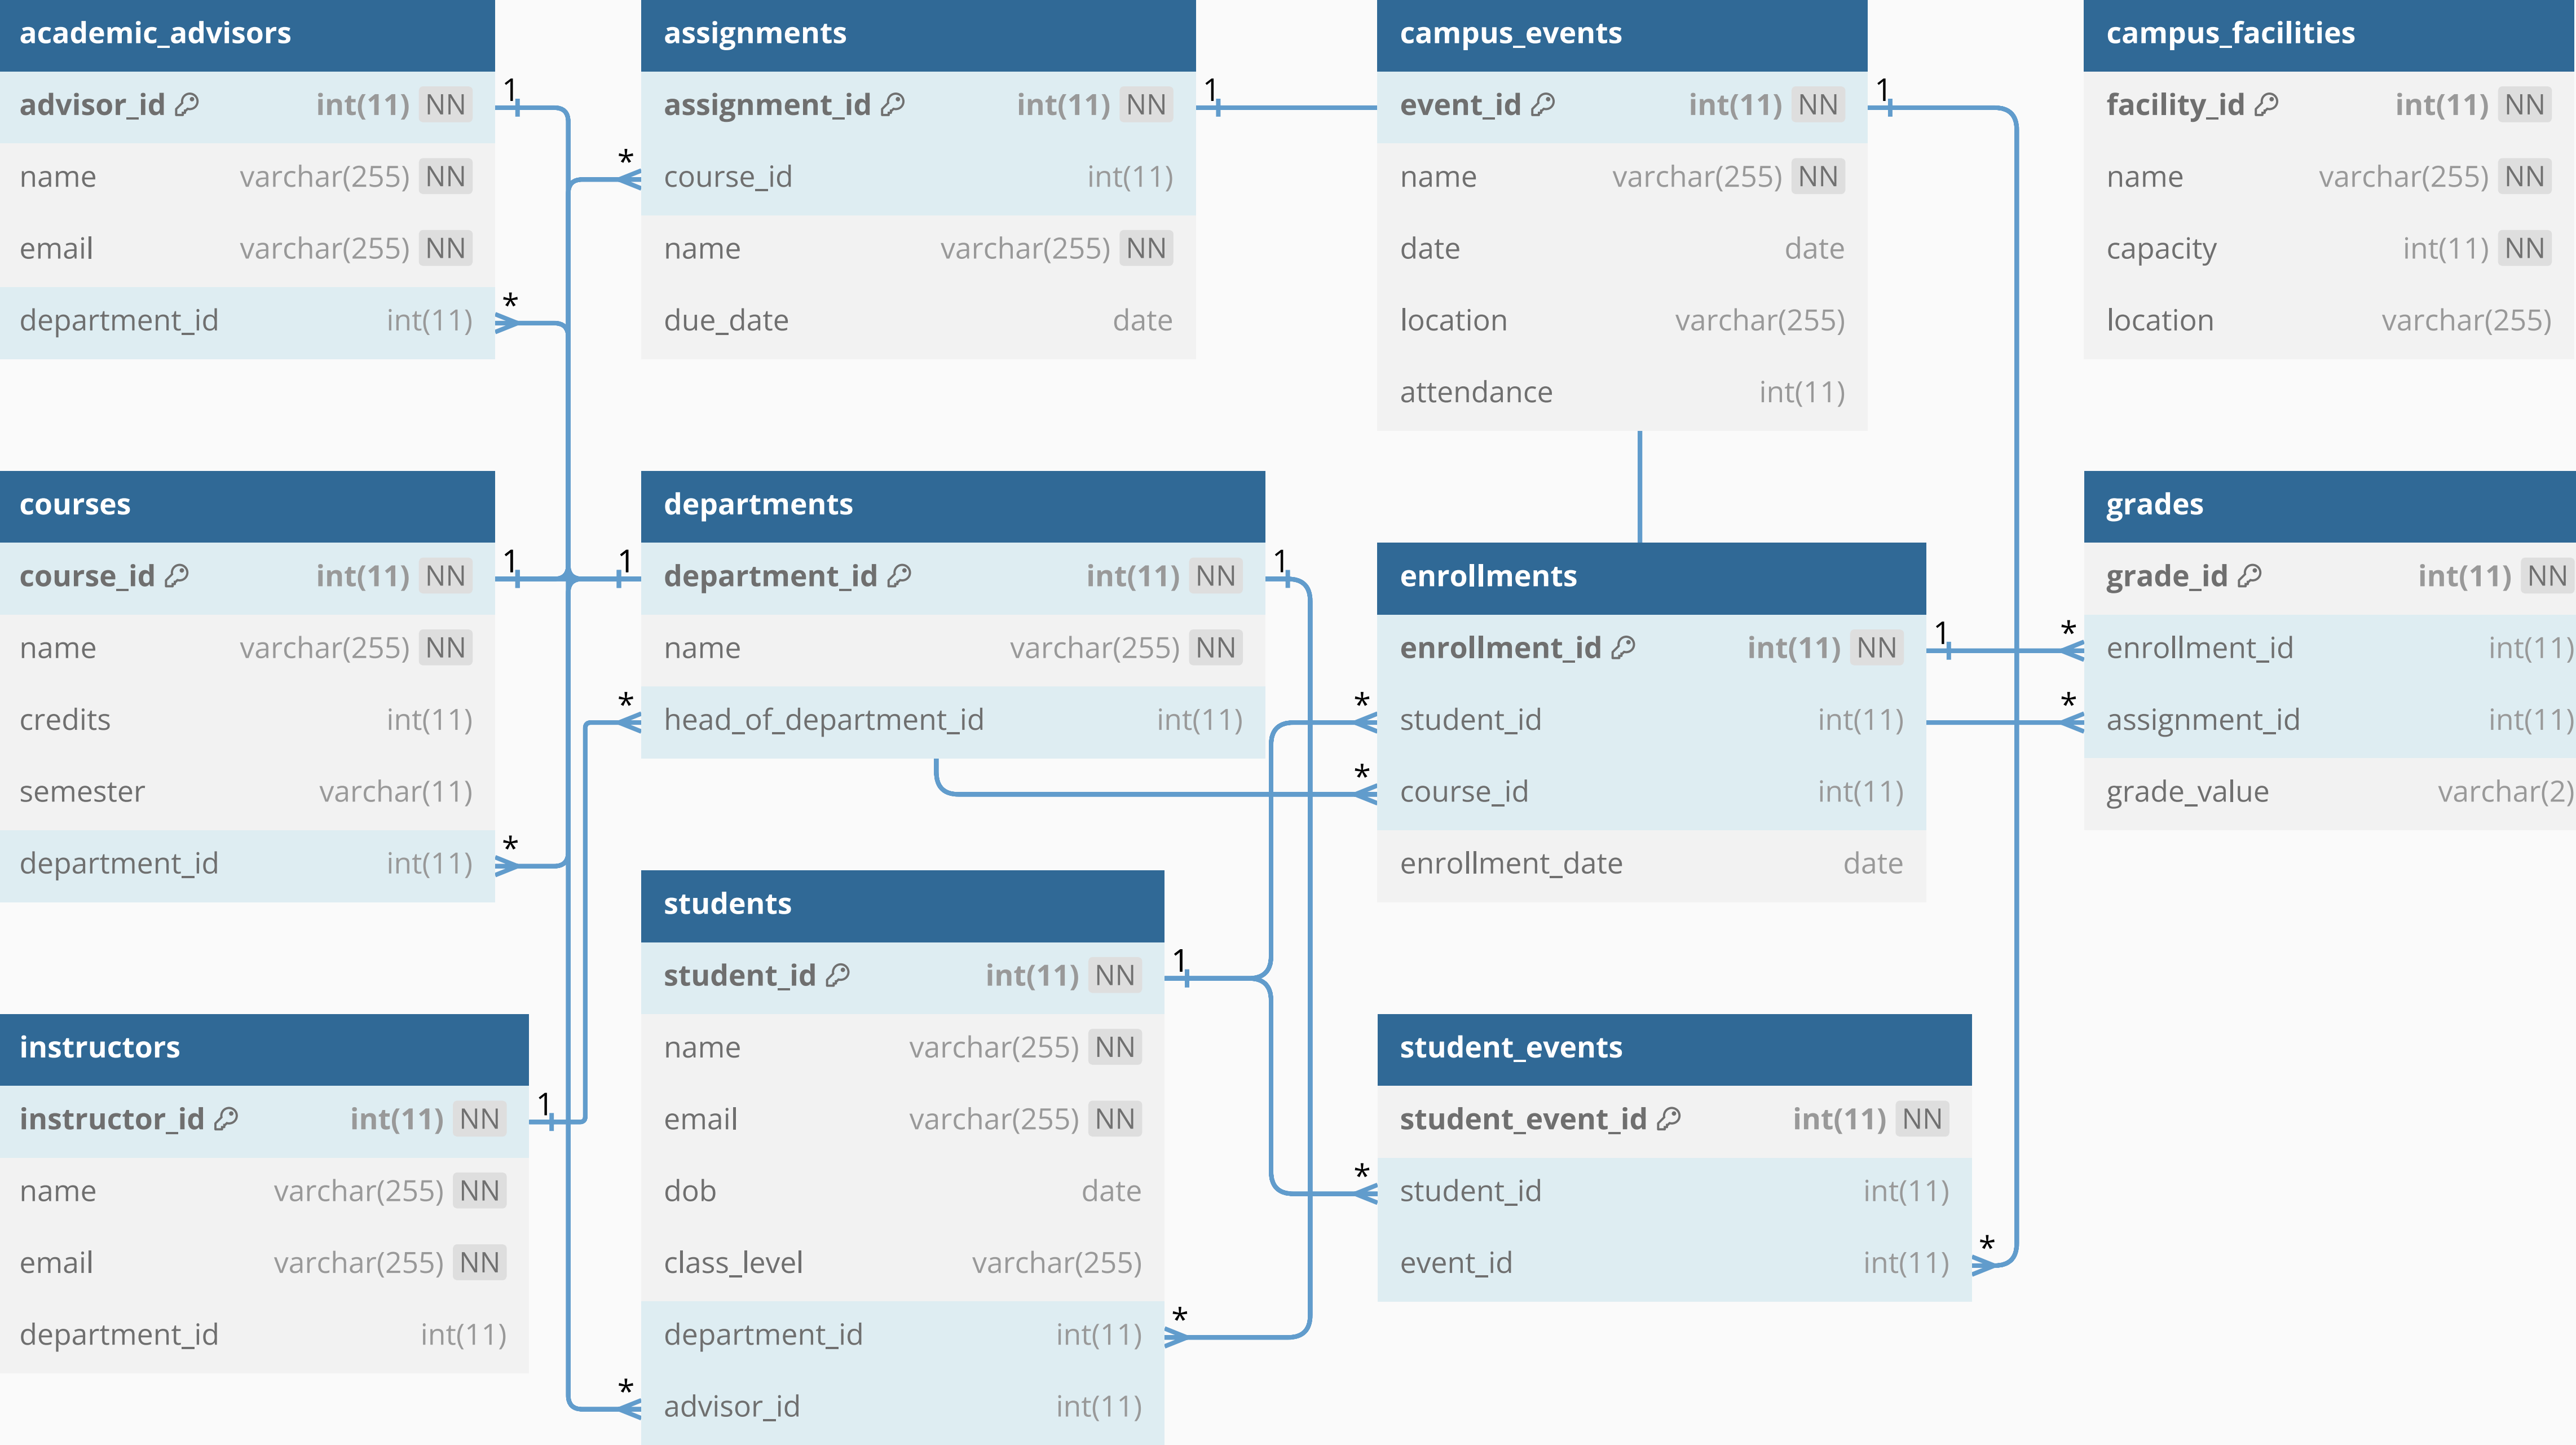 academic_advisors
advisor_id int(11) NN
name varchar(255) NN
email varchar(255) NN
department_id int(11)
1
*
assignments
assignment_id int(11) NN
course_id int(11)
name varchar(255) NN
due_date date
1
*
campus_events
event_id int(11) NN
name varchar(255) NN
date date
location varchar(255)
attendance int(11)
1
campus_facilities
facility_id int(11) NN
name varchar(255) NN
capacity int(11) NN
location varchar(255)
courses
course_id int(11) NN
name varchar(255) NN
credits int(11)
semester varchar(11)
department_id int(11)
1
*
departments
department_id int(11) NN
name varchar(255) NN
head_of_department_id int(11)
1
1
*
enrollments
enrollment_id int(11) NN
student_id int(11)
course_id int(11)
enrollment_date date
1
*
*
grades
grade_id int(11) NN
enrollment_id int(11)
assignment_id int(11)
grade_value varchar(2)
*
*
instructors
instructor_id int(11) NN
name varchar(255) NN
email varchar(255) NN
department_id int(11)
1
students
student_id int(11) NN
name varchar(255) NN
email varchar(255) NN
dob date
class_level varchar(255)
department_id int(11)
advisor_id int(11)
1
*
*
student_events
student_event_id int(11) NN
student_id int(11)
event_id int(11)
*
*